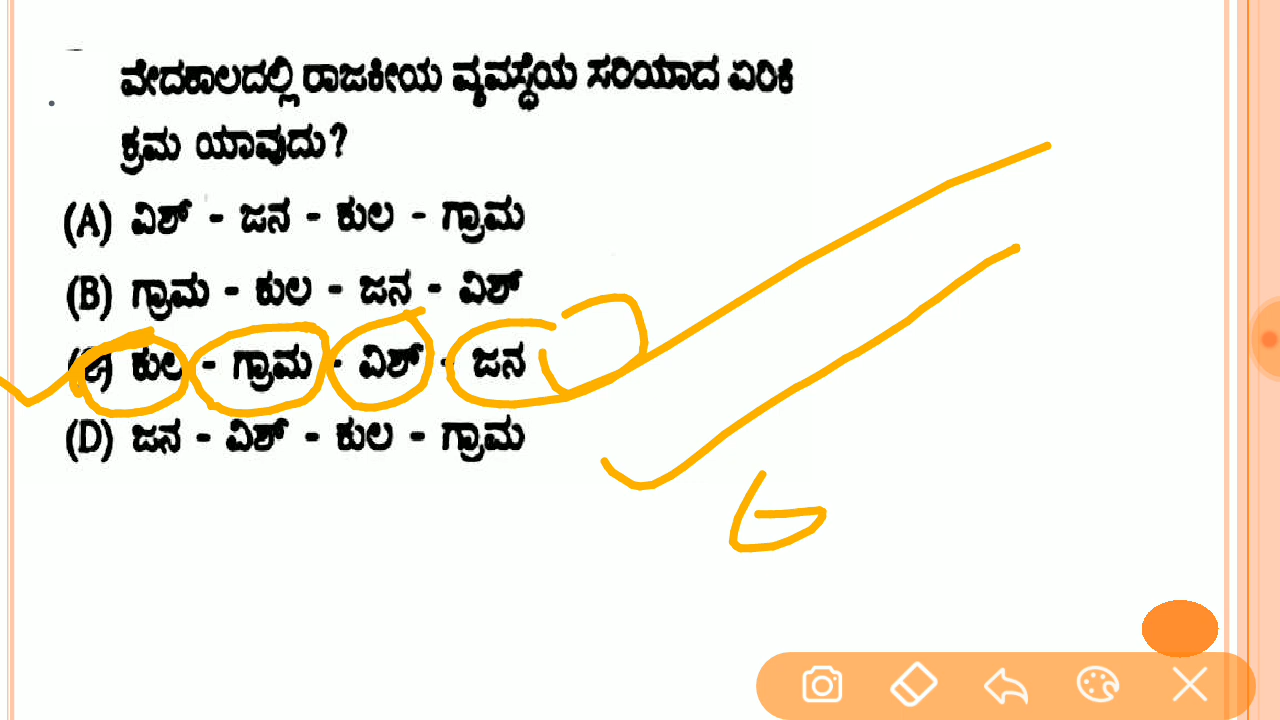 ವೇದಕಾಲದಲ್ಲಿ ರಾಜಕೀಯ ವ್ಯವಸ್ಥೆಯ ಸರಿಯಾದ ಏರಿಕೆ
ಕ್ರಮ ಯಾವುದು?
(A) ವಿಶ್ - ಜನ - ಕುಲ - ಗ್ರಾಮ
(B) ಗ್ರಾಮ - ಕುಲ - ಜನ - ವಿಶ್
(C) ಕುಲ - ಗ್ರಾಮ - ವಿಶ್ - ಜನ
(D) ಜನ - ವಿಶ್ - ಕುಲ - ಗ್ರಾಮ